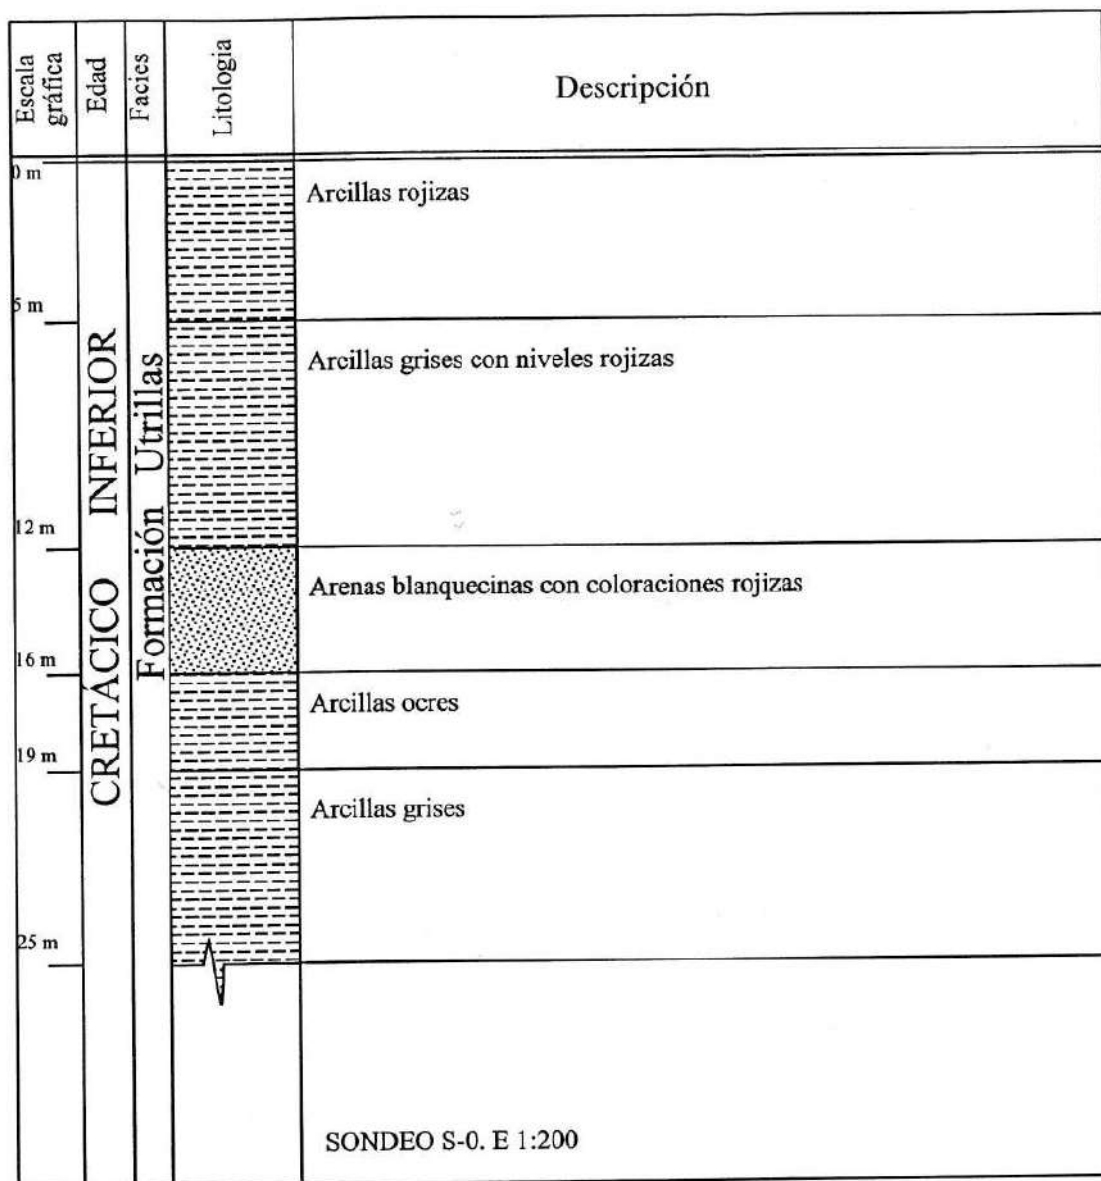 Escala
gráfica
Edad
Facies
Litologia
Descripción
0 m
Arcillas rojizas
5 m
Arcillas grises con niveles rojizas
12 m
Arenas blanquecinas con coloraciones rojizas
16 m
Arcillas ocres
19 m
Arcillas grises
25 m
CRETÁCICO INFERIOR
Formación Utrillas
SONDEO S-0. E 1:200